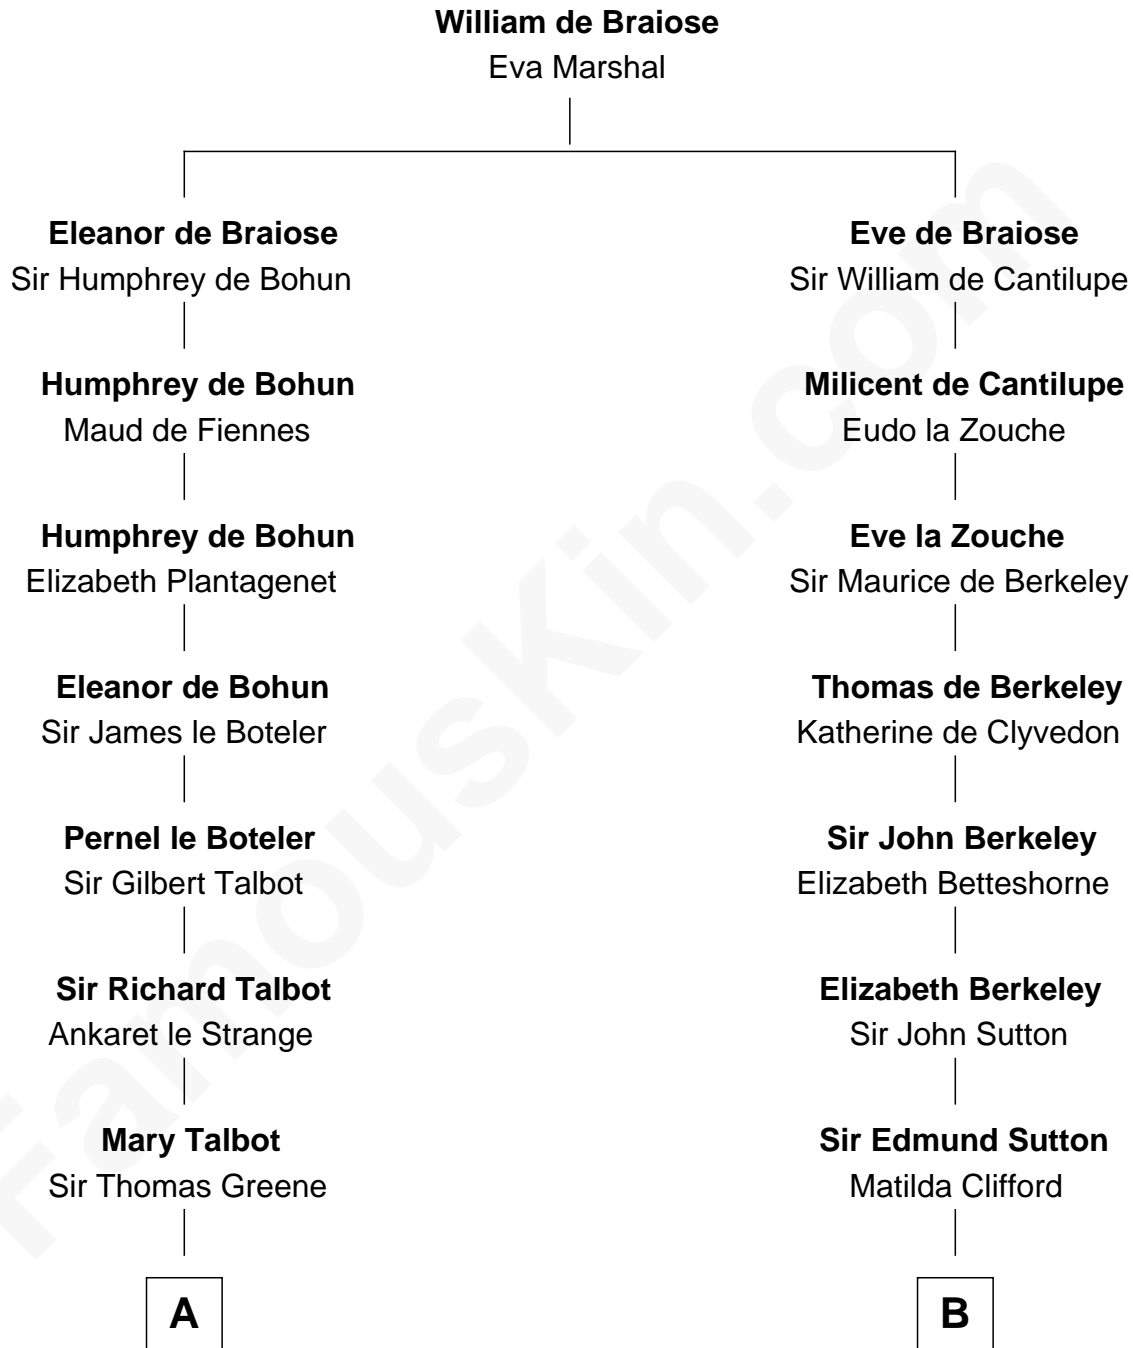 William de Braiose
Eva Marshal
Eleanor de Braiose
Sir Humphrey de Bohun
Eve de Braiose
Sir William de Cantilupe
Humphrey de Bohun
Maud de Fiennes
Milicent de Cantilupe
Eudo la Zouche
Humphrey de Bohun
Elizabeth Plantagenet
Eve la Zouche
Sir Maurice de Berkeley
Eleanor de Bohun
Sir James le Boteler
Thomas de Berkeley
Katherine de Clyvedon
Pernel le Boteler
Sir Gilbert Talbot
Sir John Berkeley
Elizabeth Betteshorne
Sir Richard Talbot
Ankaret le Strange
Elizabeth Berkeley
Sir John Sutton
Mary Talbot
Sir Thomas Greene
Sir Edmund Sutton
Matilda Clifford
A
B
FamousKin.com